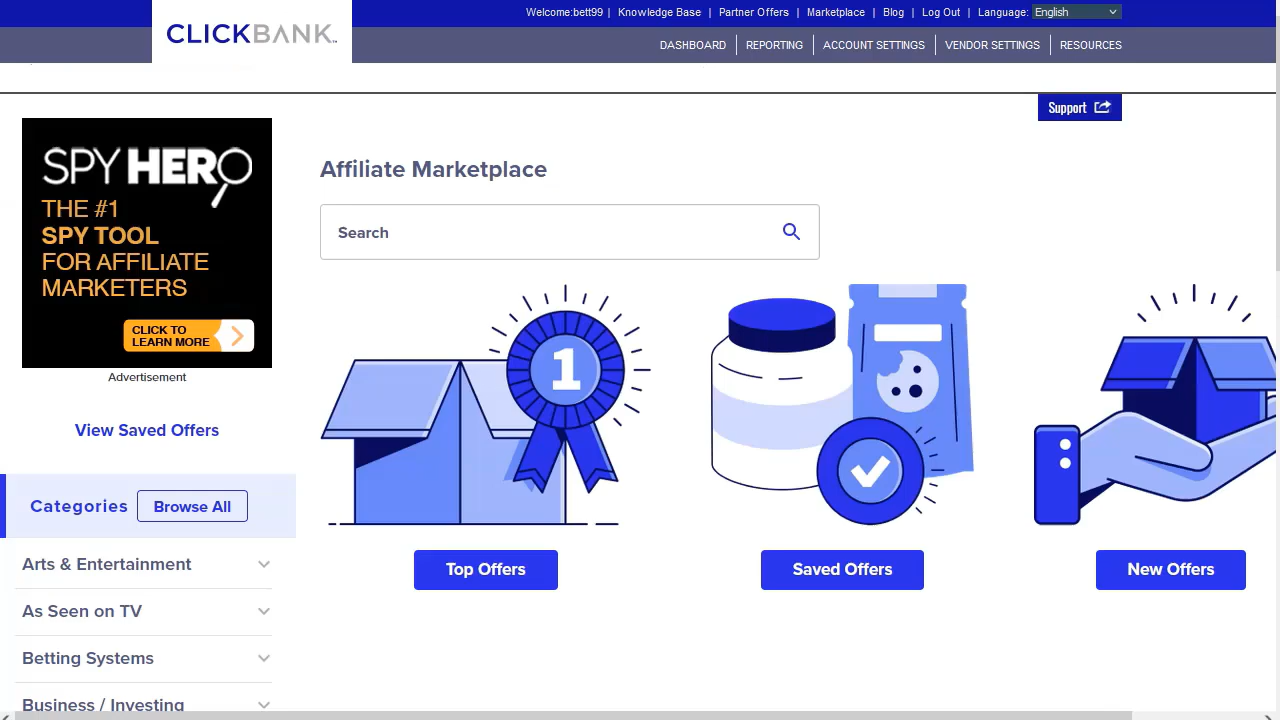 Welcome:bett99 | Knowledge Base | Partner Offers | Marketplace | Blog | Log Out | Language: English
CLICKBANK™
DASHBOARD | REPORTING | ACCOUNT SETTINGS | VENDOR SETTINGS | RESOURCES
Support
SPY HERO
THE #1
SPY TOOL
FOR AFFILIATE
MARKETERS
CLICK TO
LEARN MORE
Advertisement
View Saved Offers
Categories
Browse All
Arts & Entertainment
As Seen on TV
Betting Systems
Business / Investing
Affiliate Marketplace
Search
1
Top Offers
Saved Offers
New Offers